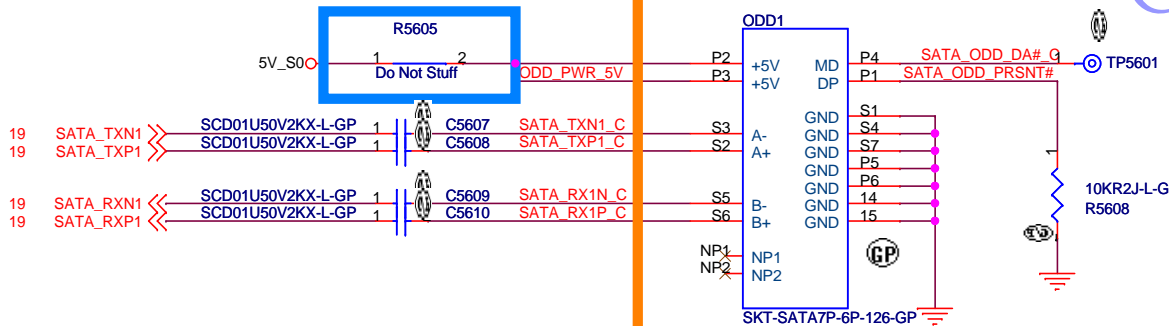 ODD1
R5605
5V_S0 1 2 P2 +5V MD P4 SATA_ODD_DA#_C 1 TP5601
Do Not Stuff
ODD_PWR_5V P3 +5V DP P1 SATA_ODD_PRSNT#
GND S1
19 SATA_TXN1 SCD01U50V2KX-L-GP 1 C5607 SATA_TXN1_C S3 A- GND S4
19 SATA_TXP1 SCD01U50V2KX-L-GP 1 C5608 SATA_TXP1_C S2 A+ GND S7
GND P5
1
GND P6
10KR2J-L-G
19 SATA_RXN1 SCD01U50V2KX-L-GP 1 C5609 SATA_RX1N_C S5 B- GND 14
R5608
19 SATA_RXP1 SCD01U50V2KX-L-GP 1 C5610 SATA_RX1P_C S6 B+ GND 15
GP
NP1 NP1
NP2 NP2
SKT-SATA7P-6P-126-GP